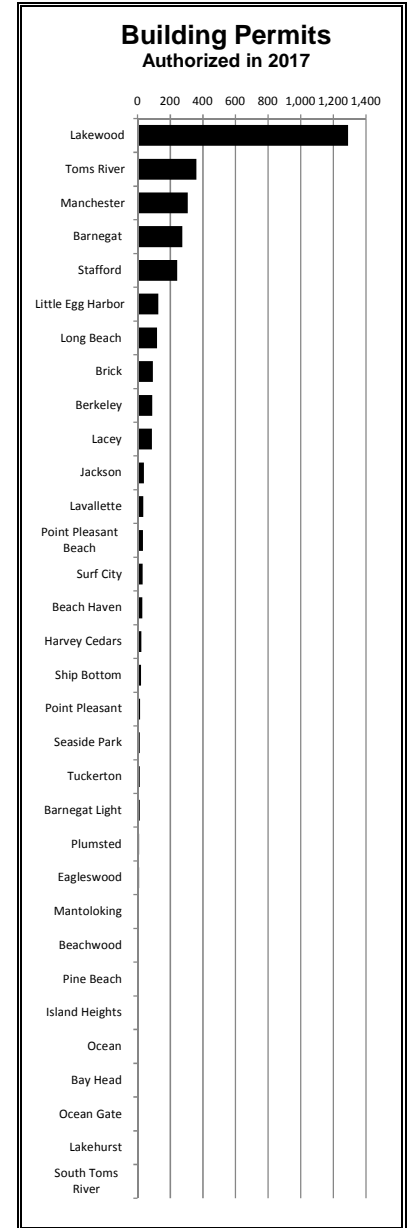 Building Permits
Authorized in 2017
0 200 400 600 800 1,000 1,200 1,400
Lakewood
Toms River
Manchester
Barnegat
Stafford
Little Egg Harbor
Long Beach
Brick
Berkeley
Lacey
Jackson
Lavallette
Point Pleasant
Beach
Surf City
Beach Haven
Harvey Cedars
Ship Bottom
Point Pleasant
Seaside Park
Tuckerton
Barnegat Light
Plumsted
Eagleswood
Mantoloking
Beachwood
Pine Beach
Island Heights
Ocean
Bay Head
Ocean Gate
Lakehurst
South Toms
River